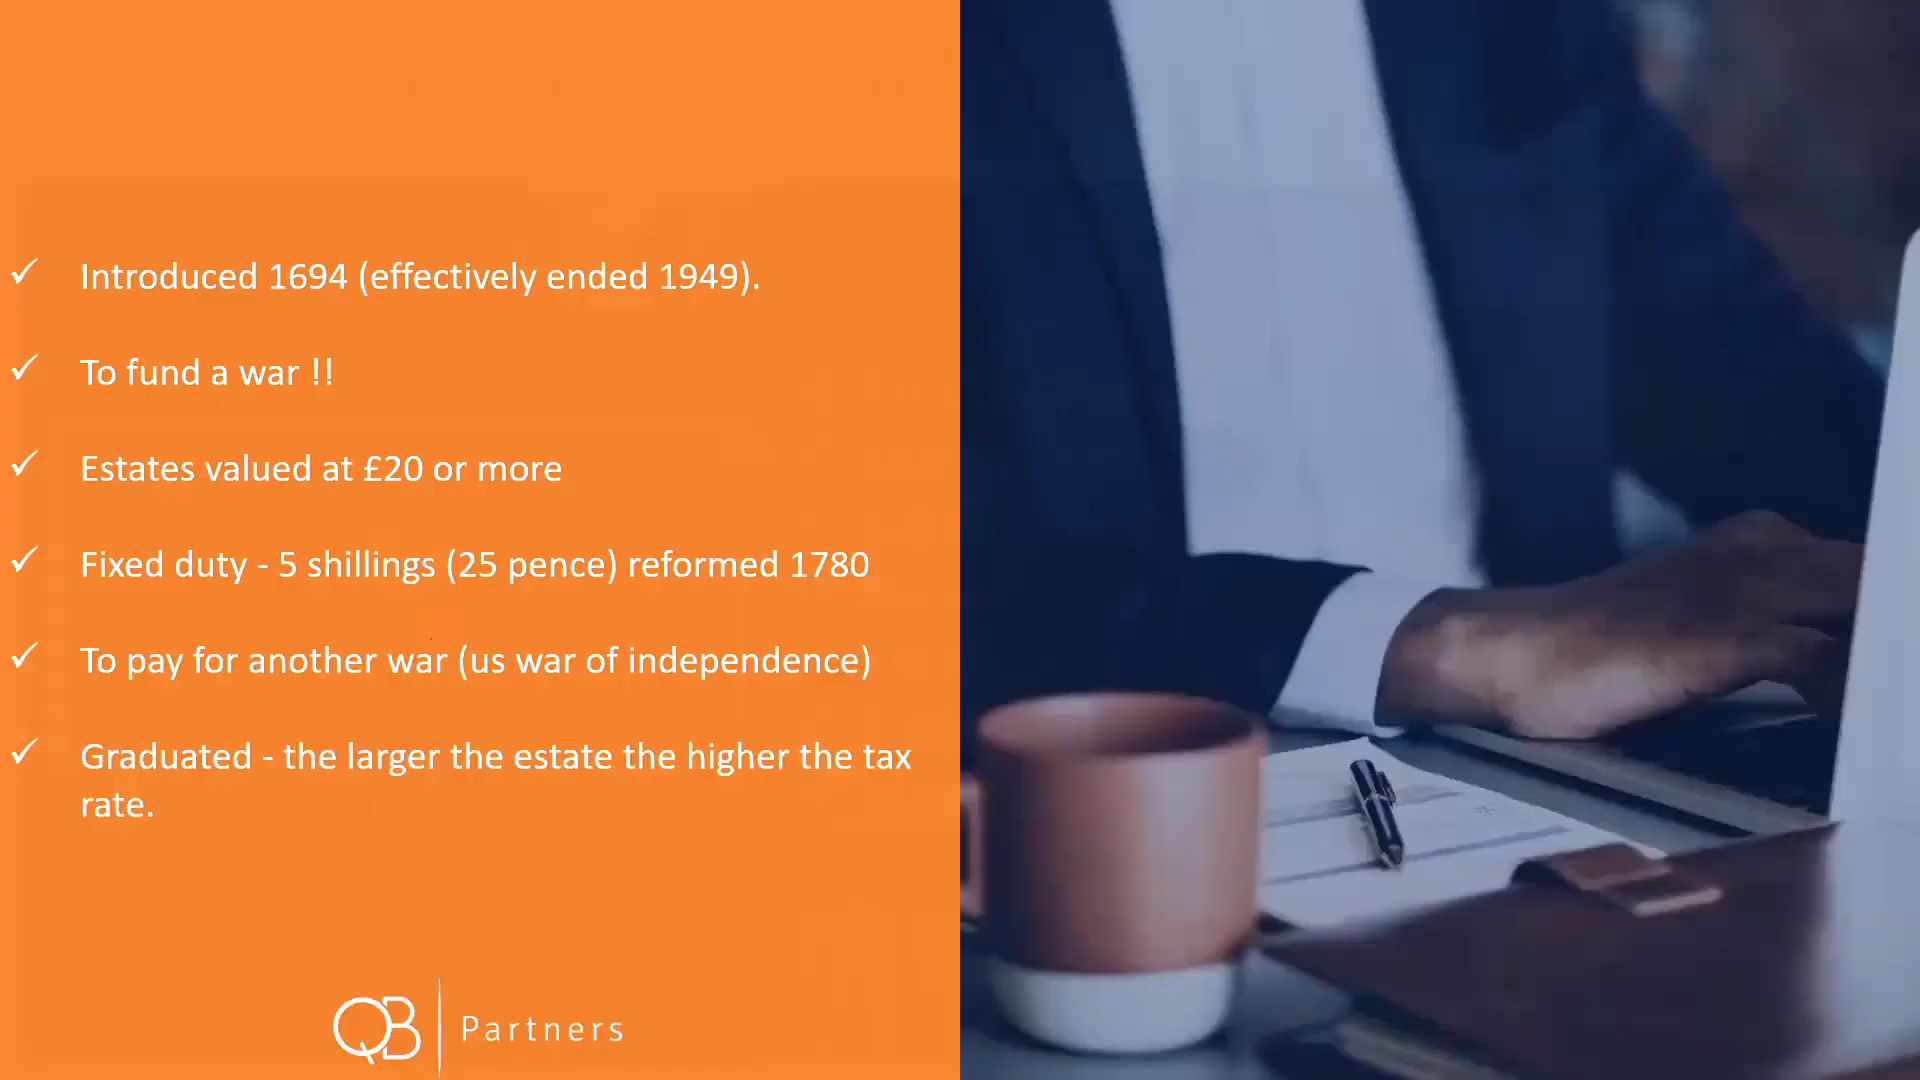 Introduced 1694 (effectively ended 1949).
To fund a war !!
Estates valued at £20 or more
Fixed duty - 5 shillings (25 pence) reformed 1780
To pay for another war (us war of independence)
Graduated - the larger the estate the higher the tax
rate.
QB Partners